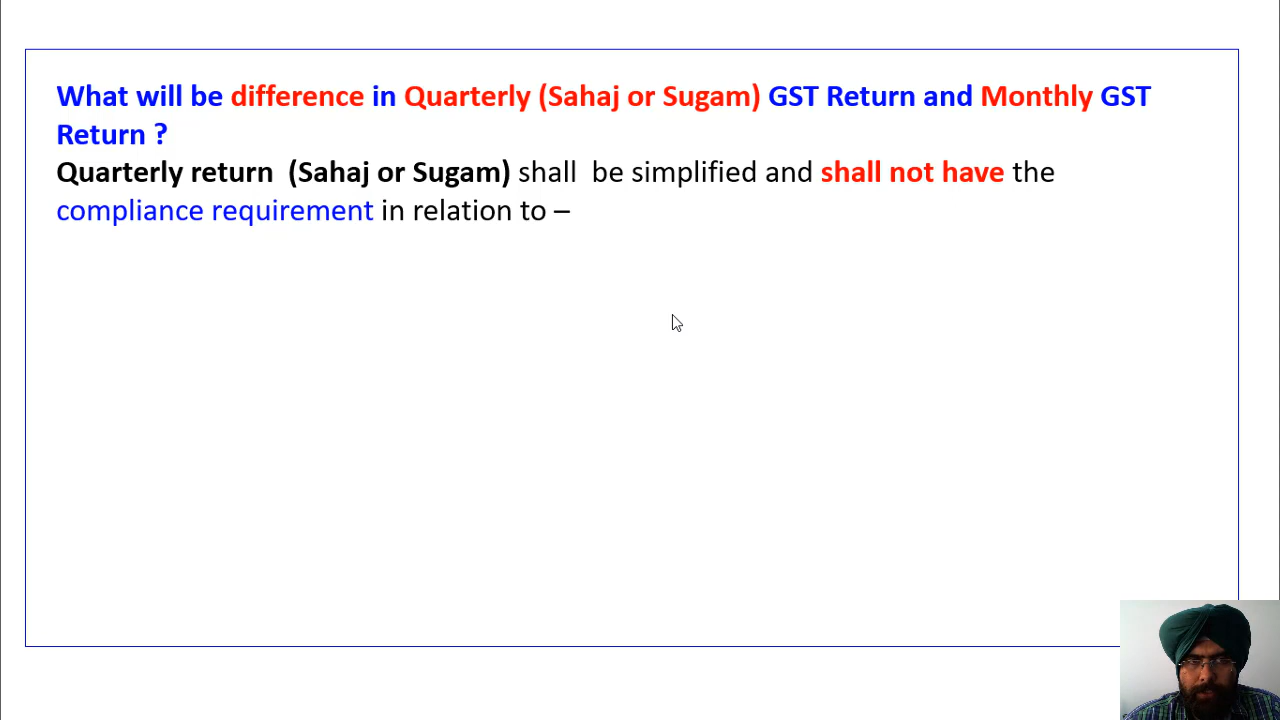 What will be difference in Quarterly (Sahaj or Sugam) GST Return and Monthly GST
Return ?
Quarterly return  (Sahaj or Sugam) shall  be simplified and shall not have the
compliance requirement in relation to –